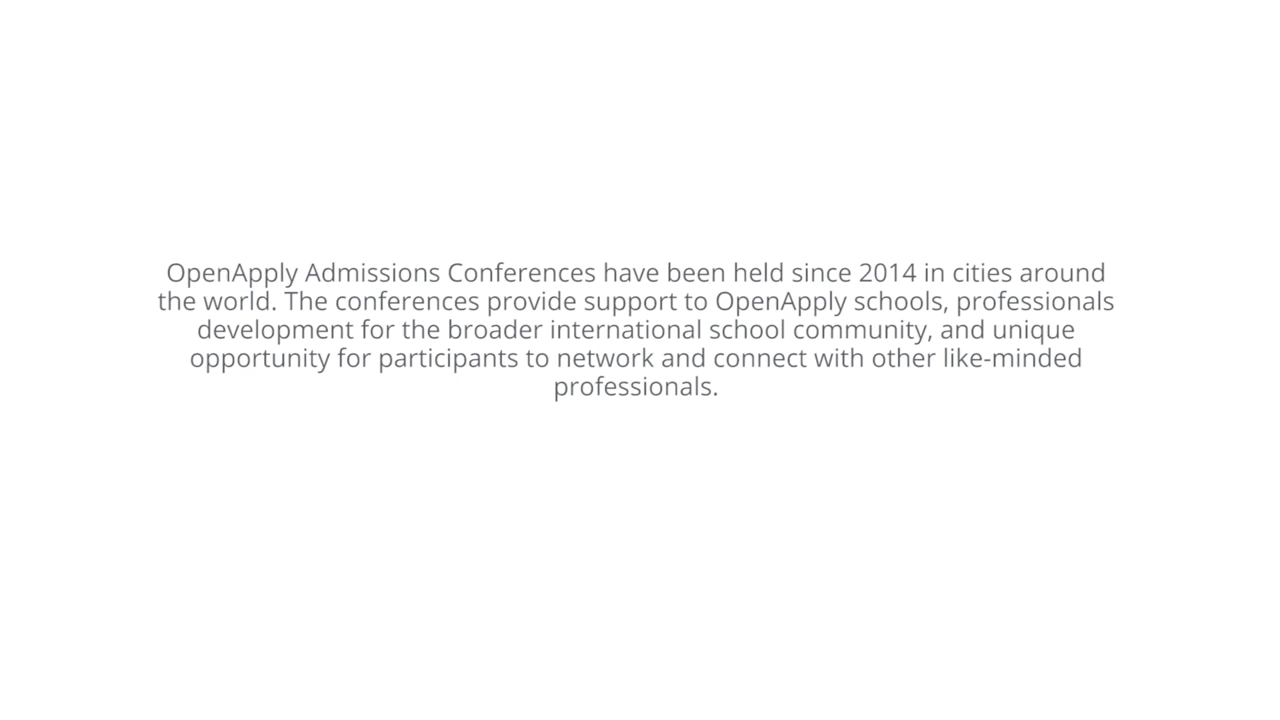 OpenApply Admissions Conferences have been held since 2014 in cities around
the world. The conferences provide support to OpenApply schools, professionals
development for the broader international school community, and unique
opportunity for participants to network and connect with other like-minded
professionals.